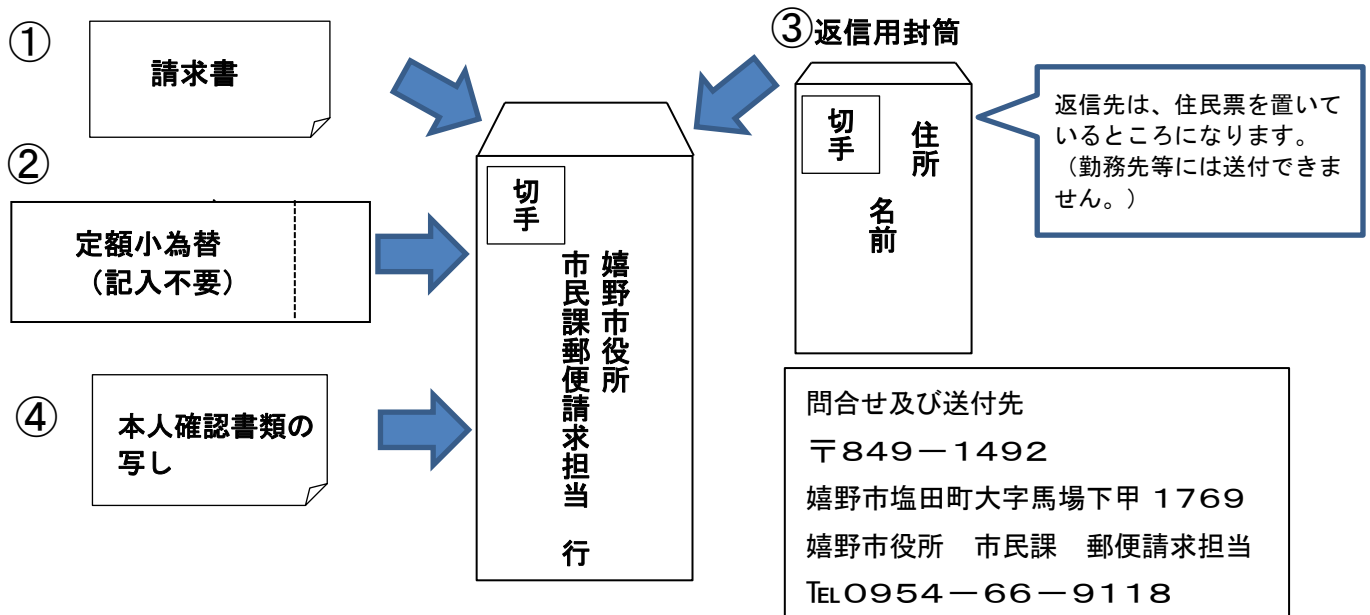 ①
請求書
②
定額小為替
（記入不要）
④
本人確認書類の
写し
切手
嬉野市役所
市民課郵便請求担当　行
③返信用封筒
切手
住所
名前
返信先は、住民票を置いて
いるところになります。
（勤務先等には送付できま
せん。）
問合せ及び送付先
〒849－1492
嬉野市塩田町大字馬場下甲 1769
嬉野市役所　市民課　郵便請求担当
℡0954－66－9118